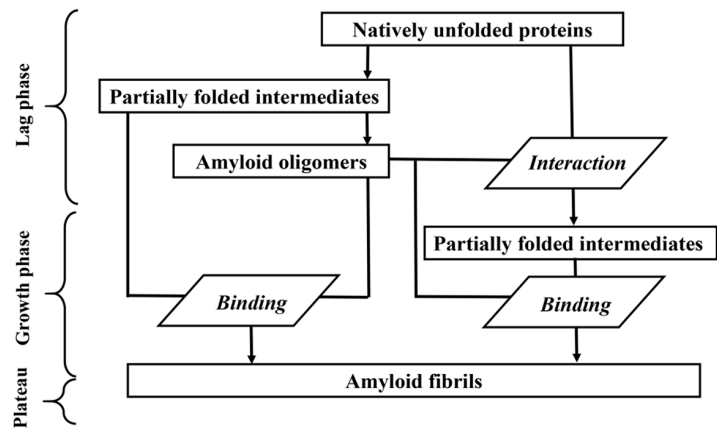 Natively unfolded proteins
Partially folded intermediates
Lag phase
Amyloid oligomers
Interaction
Partially folded intermediates
Growth phase
Binding
Binding
Amyloid fibrils
Plateau